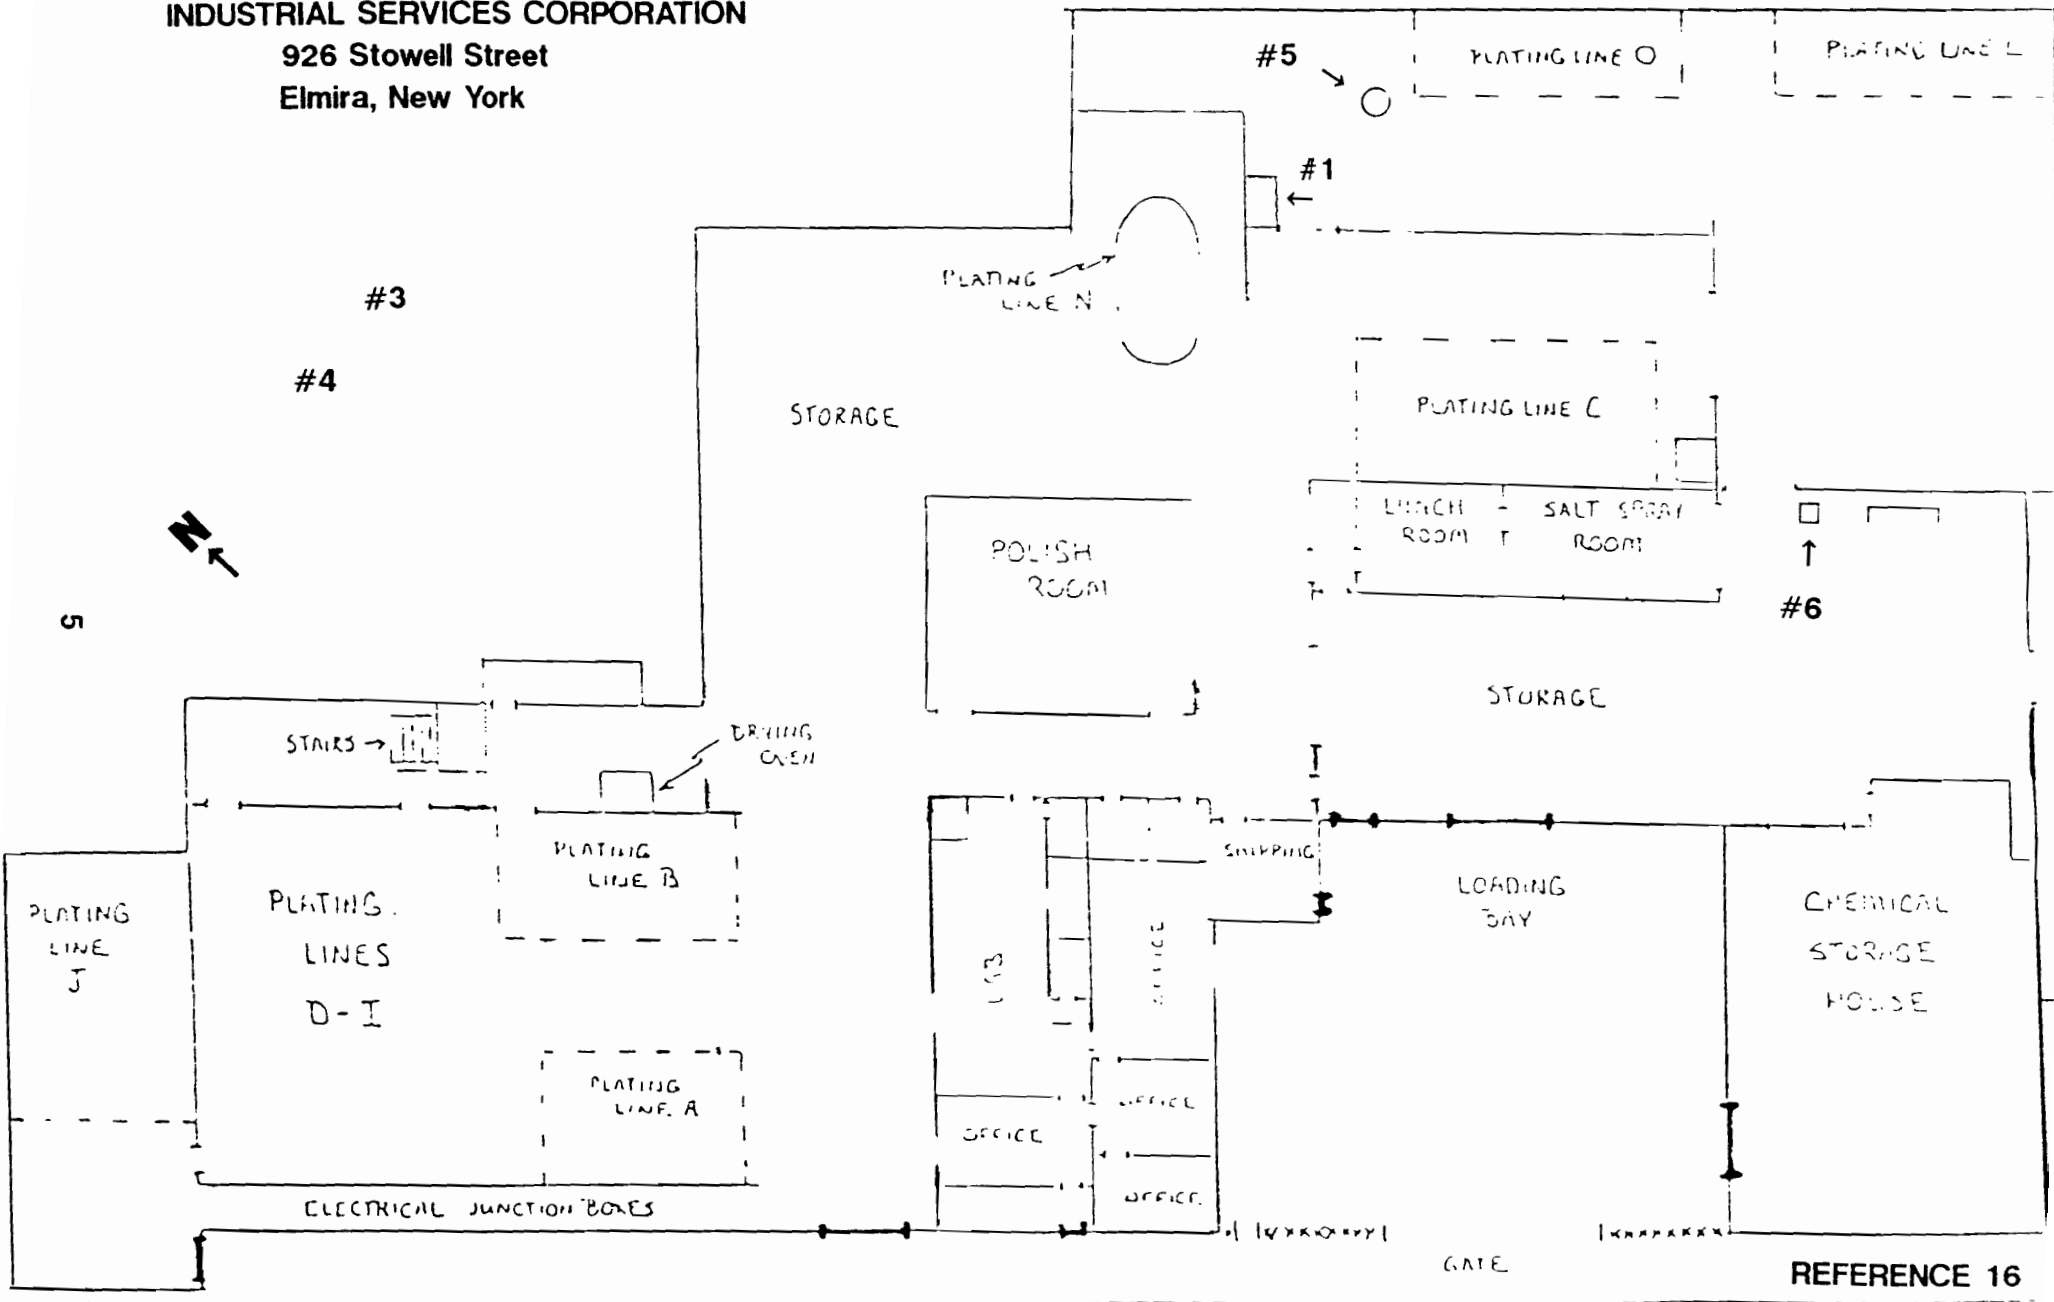 INDUSTRIAL SERVICES CORPORATION
926 Stowell Street
Elmira, New York
#5
PLATING LINE O
PLATING LINE L
#1
PLATING
LINE N
#3
#4
STORAGE
PLATING LINE C
N
LUNCH
ROOM
SALT SPRAY
ROOM
POLISH
ROOM
#6
5
STORAGE
STAIRS
DRYING
OVEN
PLATING
LINE B
SHIPPING
LOADING
BAY
CHEMICAL
STORAGE
HOUSE
PLATING
LINE
J
PLATING
LINES
D-I
LAB
OFFICE
PLATING
LINE A
OFFICE
OFFICE
OFFICE
ELECTRICAL JUNCTION BOXES
GATE
REFERENCE 16